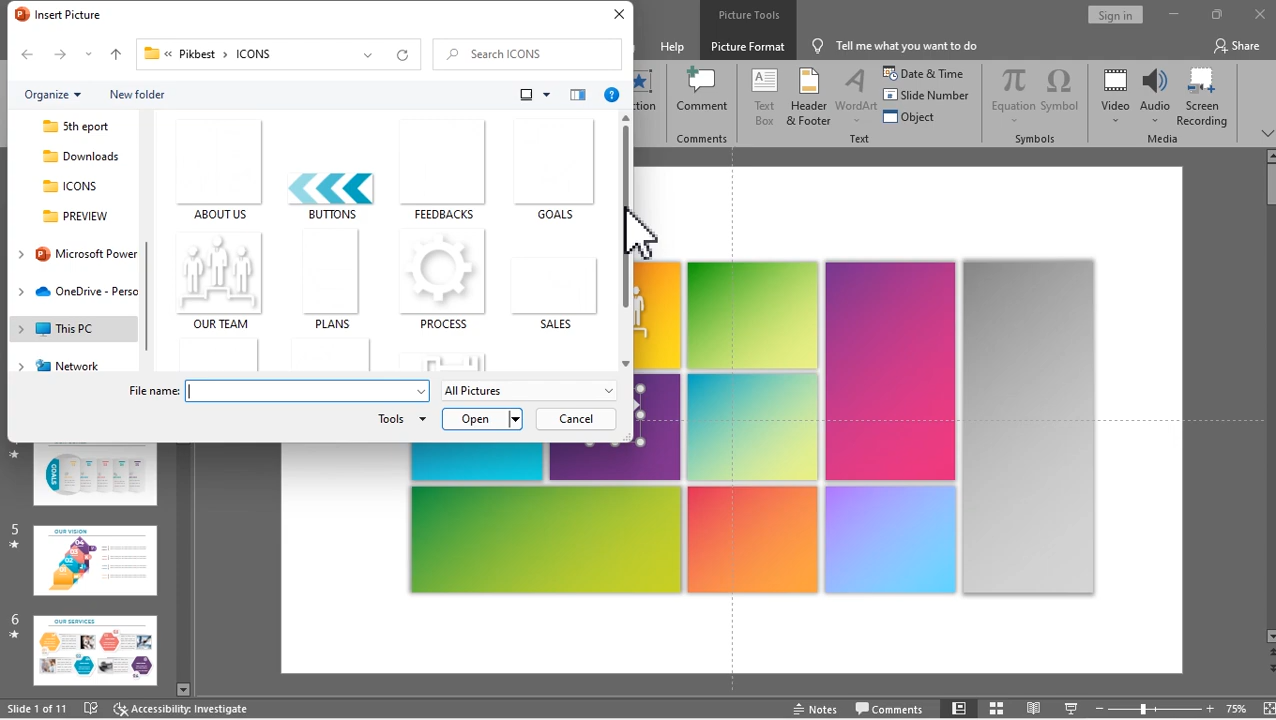 Insert Picture
« Pikbest › ICONS
Search ICONS
Organize
New folder
5th eport
Downloads
ICONS
PREVIEW
Microsoft Power
OneDrive - Perso
This PC
Network
ABOUT US
BUTTONS
FEEDBACKS
GOALS
OUR TEAM
PLANS
PROCESS
SALES
File name:
All Pictures
Tools
Open
Cancel
Picture Tools
Sign in
Help
Picture Format
Tell me what you want to do
Share
Comment
Comments
Text Box
Header & Footer
WordArt
Date & Time
Slide Number
Object
Text
Equation
Symbol
Symbols
Video
Audio
Screen Recording
Media
GOALS
5
OUR VISION
6
OUR SERVICES
Slide 1 of 11
Accessibility: Investigate
Notes
Comments
75%